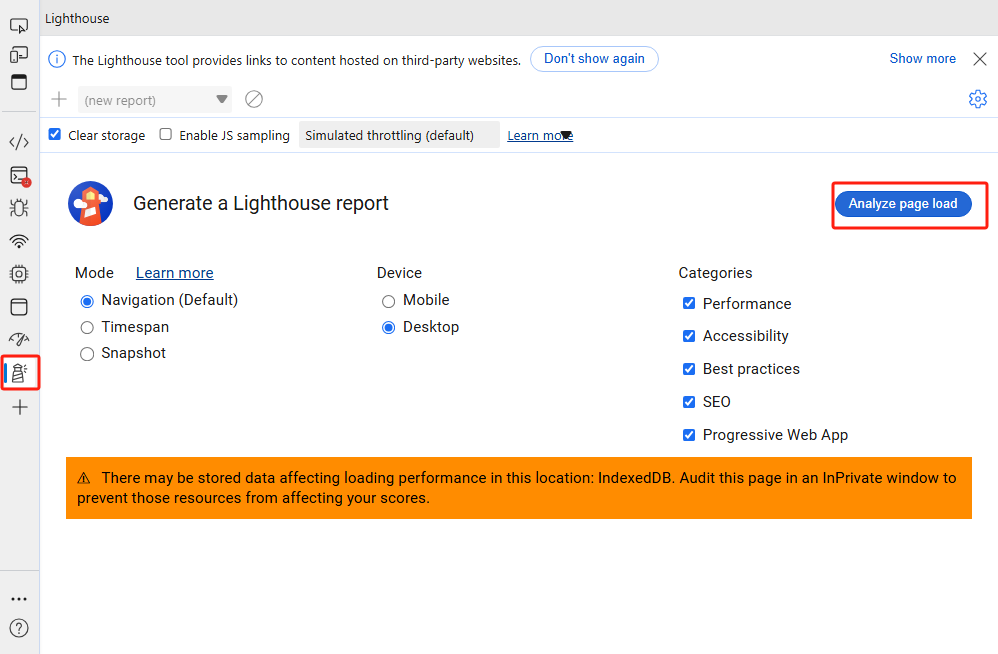 Lighthouse
The Lighthouse tool provides links to content hosted on third-party websites. Don't show again Show more
(new report)
Clear storage Enable JS sampling Simulated throttling (default) Learn more
Generate a Lighthouse report Analyze page load
Mode Learn more Device Categories
Navigation (Default) Mobile Performance
Timespan Desktop Accessibility
Snapshot Best practices
SEO
Progressive Web App
There may be stored data affecting loading performance in this location: IndexedDB. Audit this page in an InPrivate window to
prevent those resources from affecting your scores.